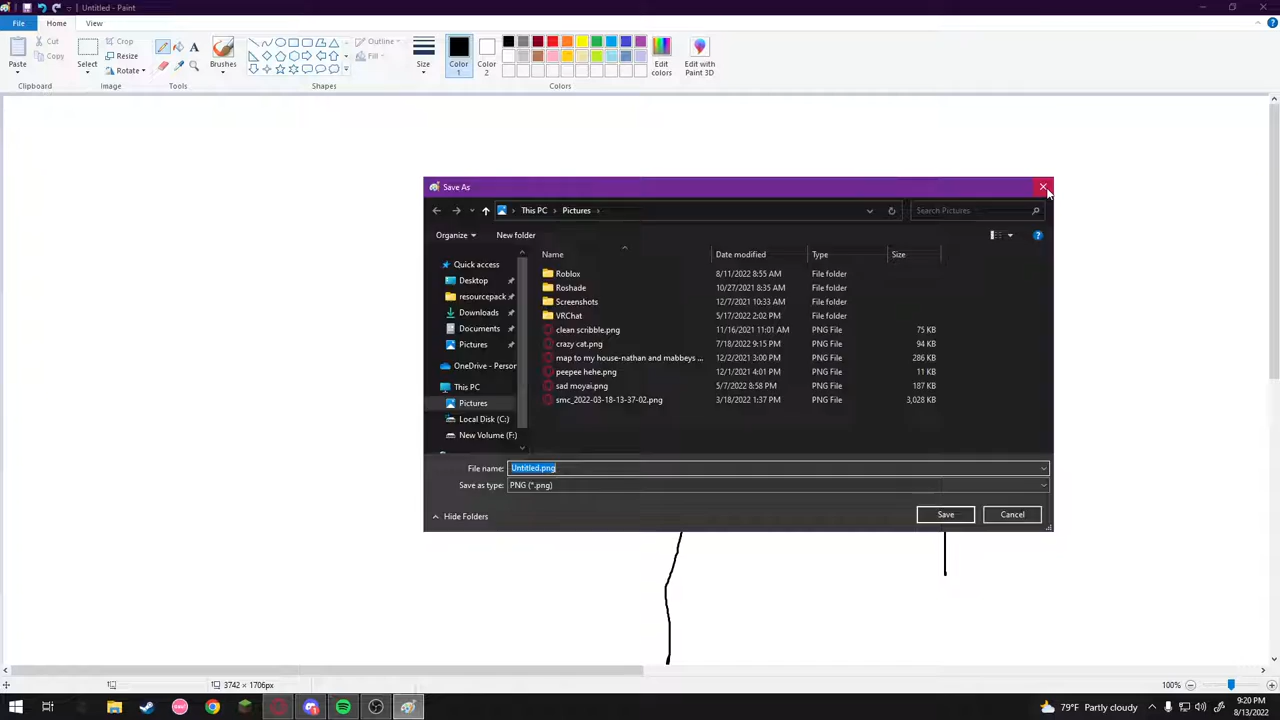 Untitled - Paint
File Home View
Paste Cut Copy Select Crop Resize Rotate A Brushes Outline Fill Size Color 1 Color 2 Edit colors Edit with Paint 3D
Clipboard Image Tools Shapes Colors
Save As
This PC > Pictures > Search Pictures
Organize New folder
Name Date modified Type Size
Quick access
Desktop
resourcepack
Downloads
Documents
Pictures
OneDrive - Person
This PC
Pictures
Local Disk (C:)
New Volume (F:)
Roblox 8/11/2022 8:55 AM File folder
Roshade 10/27/2021 8:35 AM File folder
Screenshots 12/7/2021 10:33 AM File folder
VRChat 5/17/2022 2:02 PM File folder
clean scribble.png 11/16/2021 11:01 AM PNG File 75 KB
crazy cat.png 7/18/2022 9:15 PM PNG File 94 KB
map to my house-nathan and mabbeys ... 12/2/2021 3:00 PM PNG File 286 KB
peepee hehe.png 12/1/2021 4:01 PM PNG File 11 KB
sad moyai.png 5/7/2022 8:58 PM PNG File 187 KB
smc_2022-03-18-13-37-02.png 3/18/2022 1:37 PM PNG File 3,028 KB
File name: Untitled.png
Save as type: PNG (*.png)
Hide Folders Save Cancel
3742 × 1706px 100%
79°F Partly cloudy 9:20 PM
8/13/2022